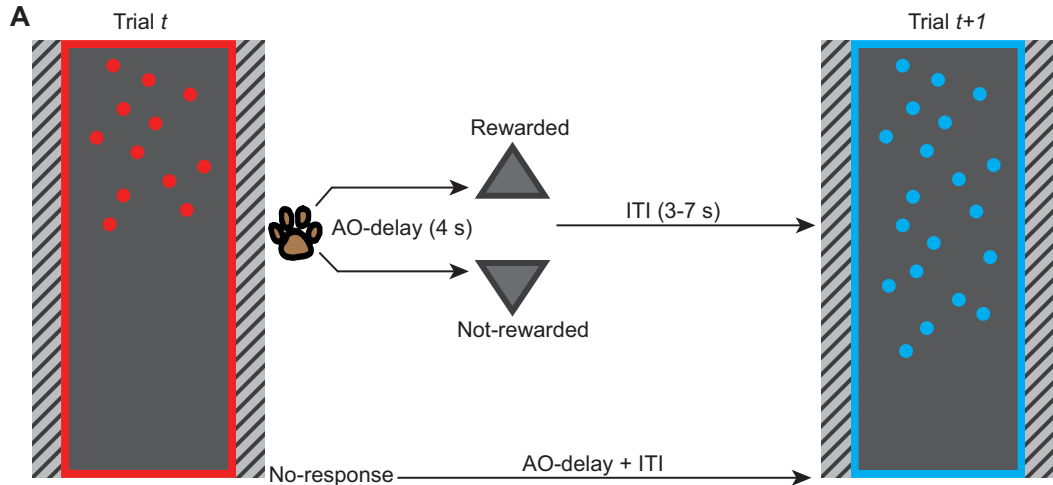 A
Trial t
Trial t+1
Rewarded
AO-delay (4 s)
ITI (3-7 s)
Not-rewarded
No-response
AO-delay + ITI